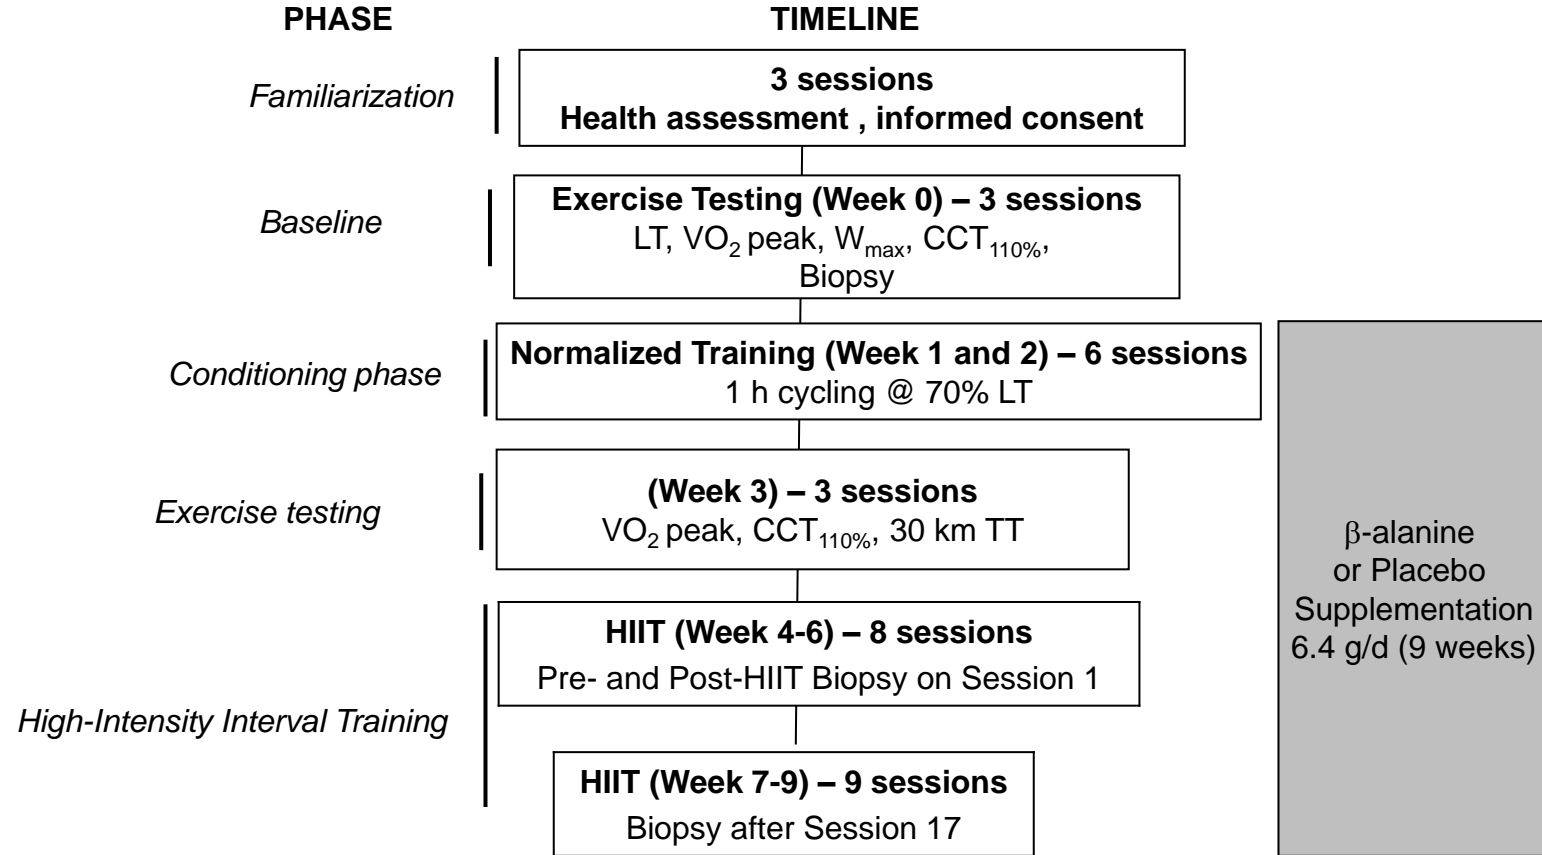 PHASE
TIMELINE
Familiarization
3 sessions
Health assessment , informed consent
Baseline
Exercise Testing (Week 0) – 3 sessions
LT, VO₂ peak, Wₘₐₓ, CCT₁₁₀%,
Biopsy
Conditioning phase
Normalized Training (Week 1 and 2) – 6 sessions
1 h cycling @ 70% LT
Exercise testing
(Week 3) – 3 sessions
VO₂ peak, CCT₁₁₀%, 30 km TT
High-Intensity Interval Training
HIIT (Week 4-6) – 8 sessions
Pre- and Post-HIIT Biopsy on Session 1
HIIT (Week 7-9) – 9 sessions
Biopsy after Session 17
β-alanine
or Placebo
Supplementation
6.4 g/d (9 weeks)